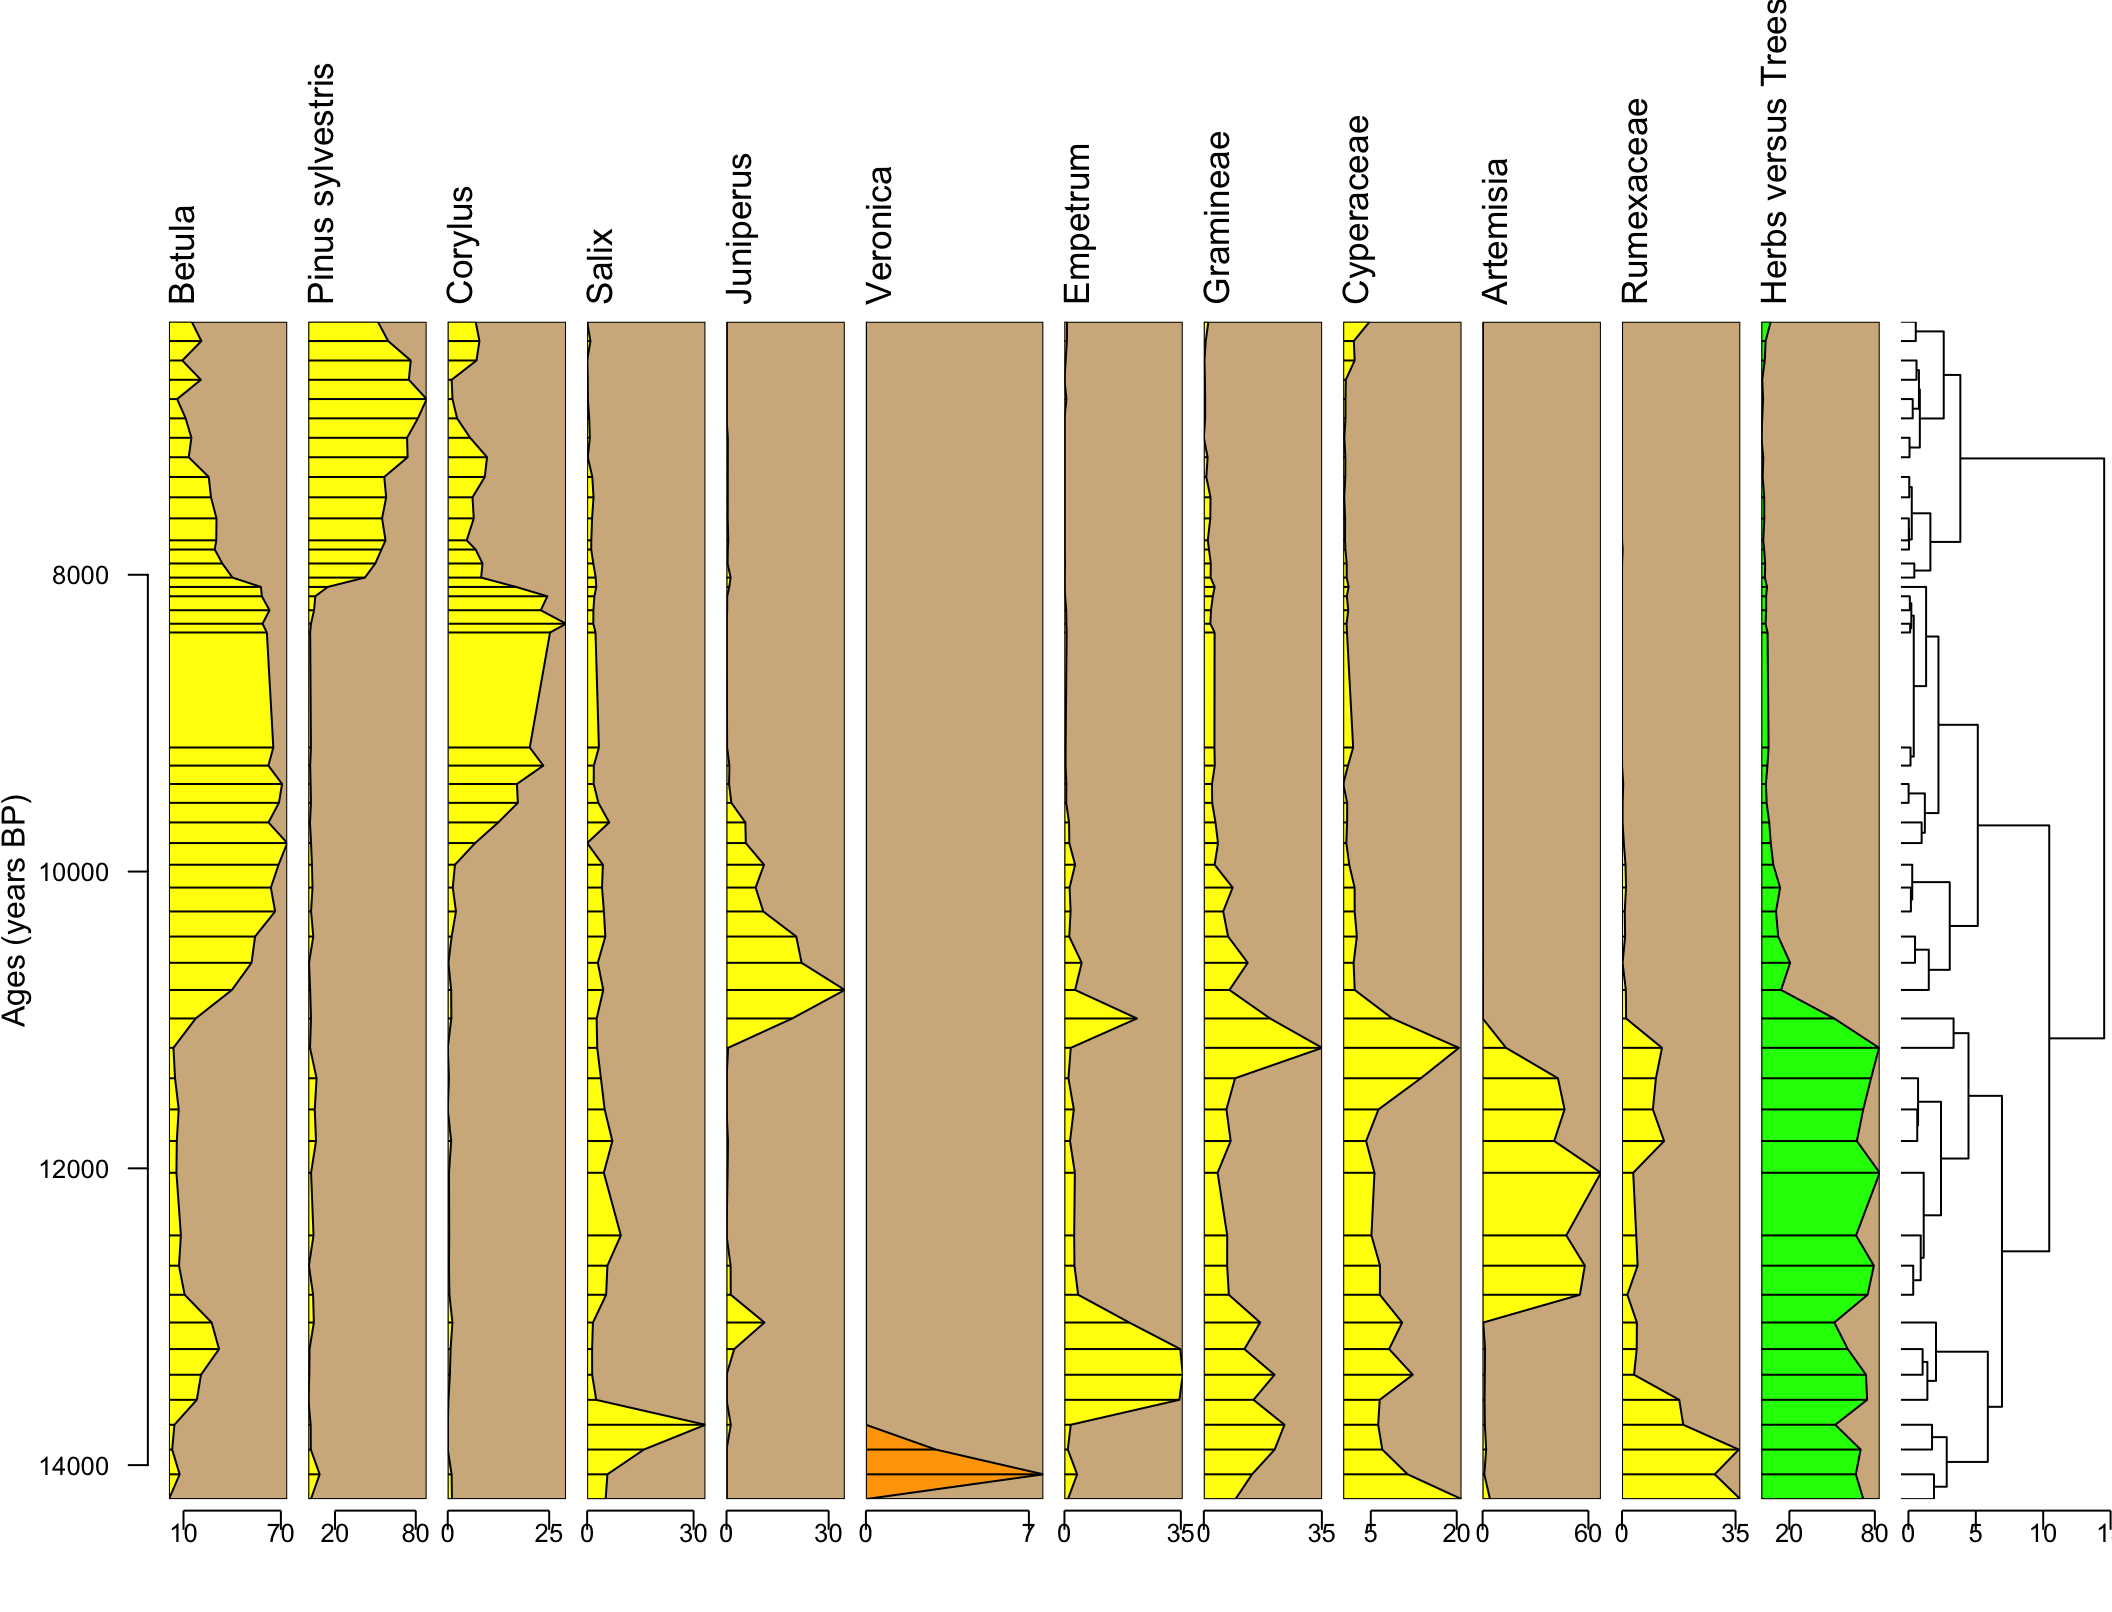 Betula
Pinus sylvestris
Corylus
Salix
Juniperus
Veronica
Empetrum
Gramineae
Cyperaceae
Artemisia
Rumexaceae
Herbs versus Trees
Ages (years BP)
8000
10000
12000
14000
10 70
20 80
0 25
0 30
0 30
0 7
0 35
0 35
5 20
0 60
0 35
20 80
0 5 10